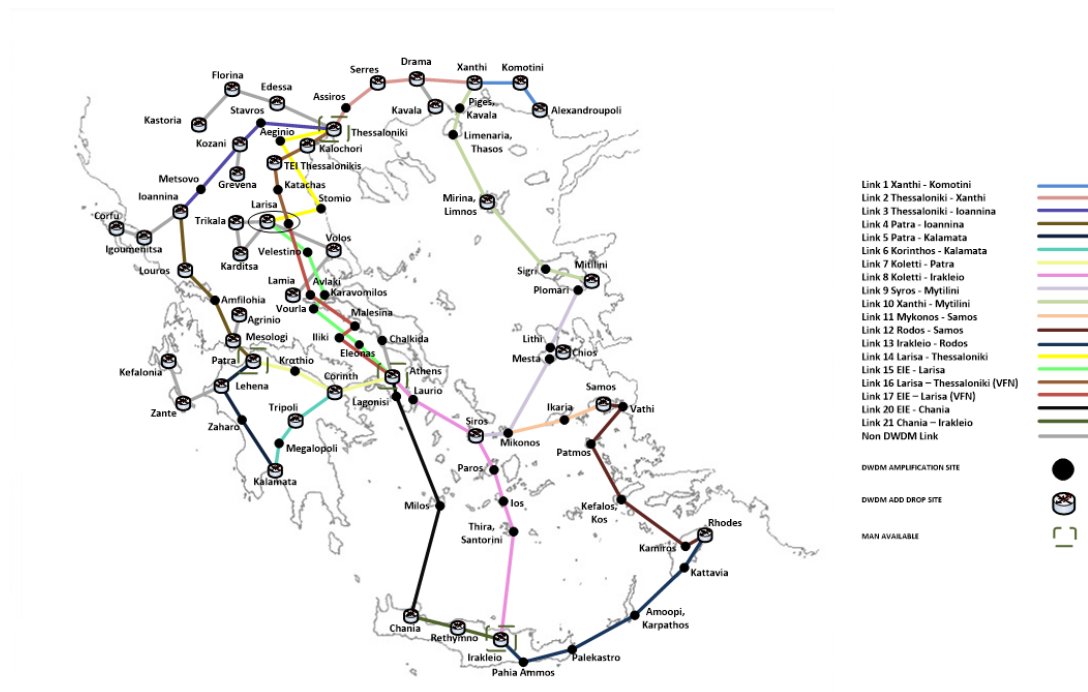 Florina
Edessa
Kastoria
Stavros
Aeginio
Assiros
Serres
Drama
Xanthi
Komotini
Kavala
Piges,
Kavala
Alexandroupoli
Thessaloniki
Kalochori
Limenaria,
Thasos
Kozani
TEI Thessalonikis
Grevena
Metsovo
Katachas
Ioannina
Larisa
Stomio
Mirina,
Limnos
Corfu
Trikala
Igoumenitsa
Karditsa
Velestino
Volos
Louros
Lamia
Avlaki
Karavomilos
Sigri
Mitilini
Plomari
Amfilohia
Vourla
Malesina
Agrinio
Iliki
Chalkida
Lithi
Mesologi
Eleonas
Mesta
Chios
Patra
Krathio
Athens
Kefalonia
Lehena
Corinth
Laurio
Lagonisi
Samos
Zante
Tripoli
Ikaria
Vathi
Zaharo
Siros
Mikonos
Megalopoli
Patmos
Paros
Kalamata
Milos
Ios
Kefalos,
Kos
Thira,
Santorini
Rhodes
Kamiros
Kattavia
Amoopi,
Karpathos
Chania
Rethymno
Irakleio
Palekastro
Pahia Ammos
Link 1 Xanthi - Komotini
Link 2 Thessaloniki - Xanthi
Link 3 Thessaloniki - Ioannina
Link 4 Patra - Ioannina
Link 5 Patra - Kalamata
Link 6 Korinthos - Kalamata
Link 7 Koletti - Patra
Link 8 Koletti - Irakleio
Link 9 Syros - Mytilini
Link 10 Xanthi - Mytilini
Link 11 Mykonos - Samos
Link 12 Rodos - Samos
Link 13 Irakleio - Rodos
Link 14 Larisa - Thessaloniki
Link 15 EIE - Larisa
Link 16 Larisa – Thessaloniki (VFN)
Link 17 EIE – Larisa (VFN)
Link 20 EIE - Chania
Link 21 Chania – Irakleio
Non DWDM Link
DWDM AMPLIFICATION SITE
DWDM ADD DROP SITE
MAN AVAILABLE